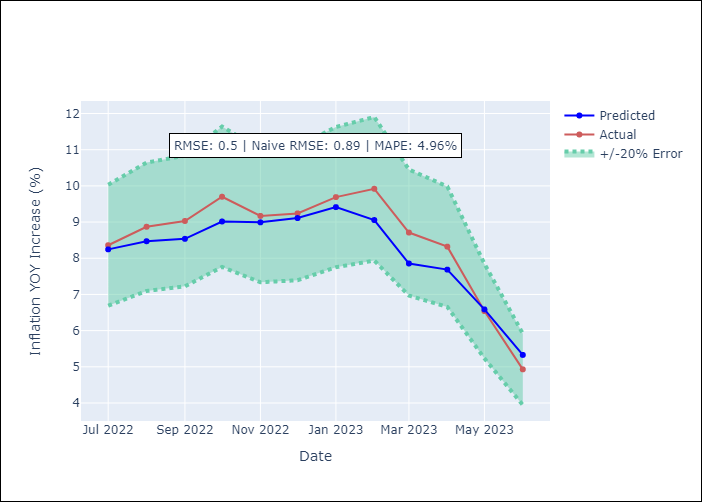 RMSE: 0.5 | Naive RMSE: 0.89 | MAPE: 4.96%
Predicted
Actual
+/-20% Error
Inflation YOY Increase (%)
12
11
10
9
8
7
6
5
4
Jul 2022 Sep 2022 Nov 2022 Jan 2023 Mar 2023 May 2023
Date